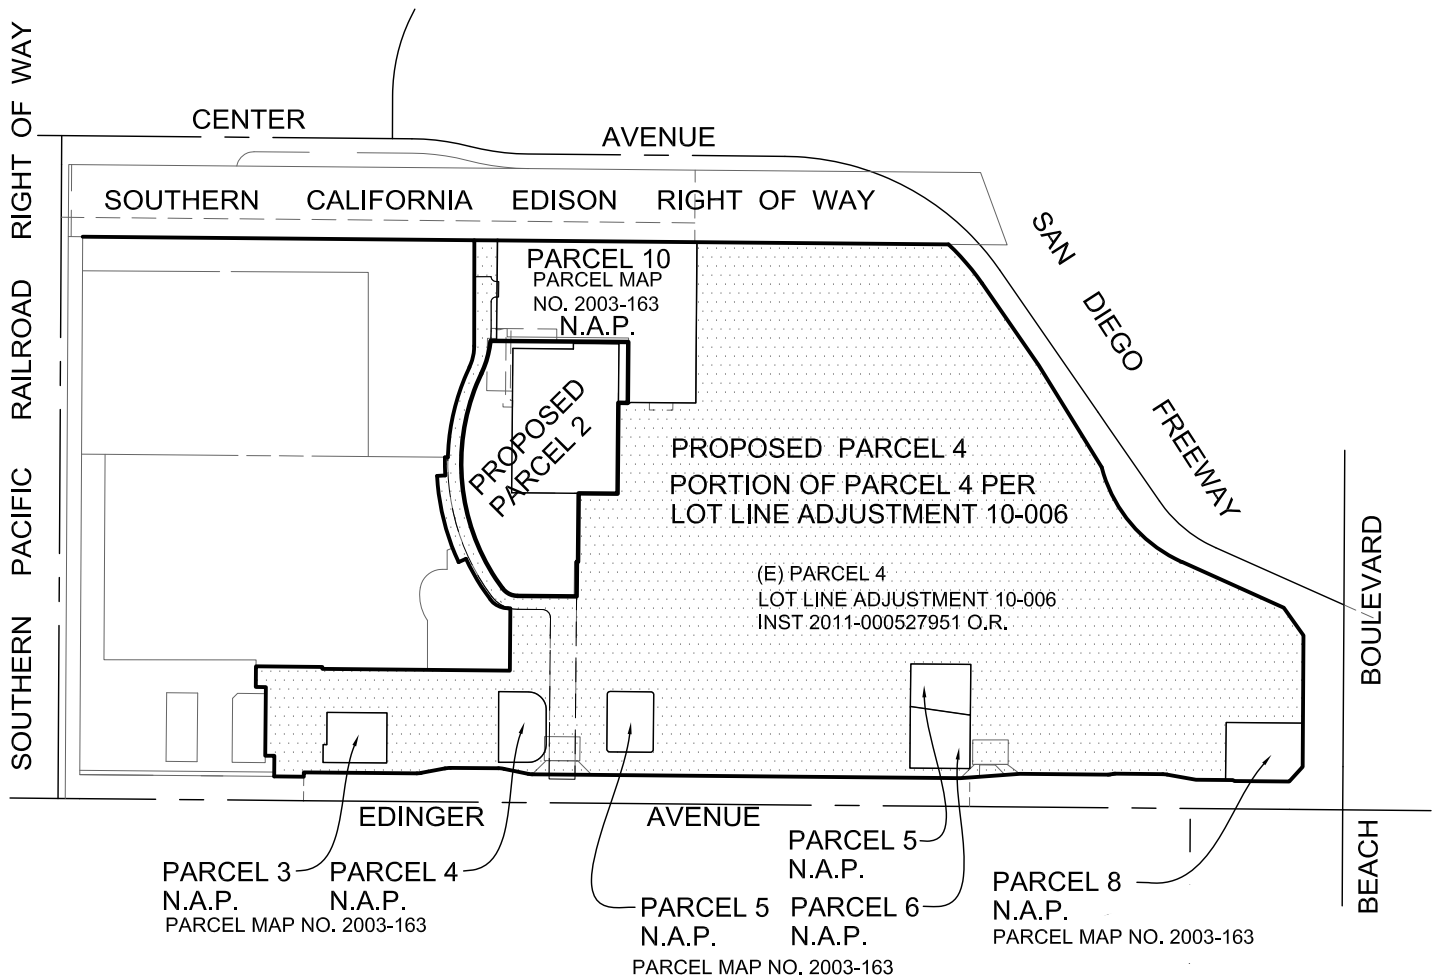 CENTER AVENUE
SOUTHERN CALIFORNIA EDISON RIGHT OF WAY
SOUTHERN PACIFIC RAILROAD RIGHT OF WAY
SAN DIEGO FREEWAY
PARCEL 10
PARCEL MAP
NO. 2003-163
N.A.P.
PROPOSED
PARCEL 2
PROPOSED PARCEL 4
PORTION OF PARCEL 4 PER
LOT LINE ADJUSTMENT 10-006
(E) PARCEL 4
LOT LINE ADJUSTMENT 10-006
INST 2011-000527951 O.R.
BEACH BOULEVARD
EDINGER AVENUE
PARCEL 3
N.A.P.
PARCEL 4
N.A.P.
PARCEL MAP NO. 2003-163
PARCEL 5
N.A.P.
PARCEL 5
N.A.P.
PARCEL 6
N.A.P.
PARCEL MAP NO. 2003-163
PARCEL 8
N.A.P.
PARCEL MAP NO. 2003-163